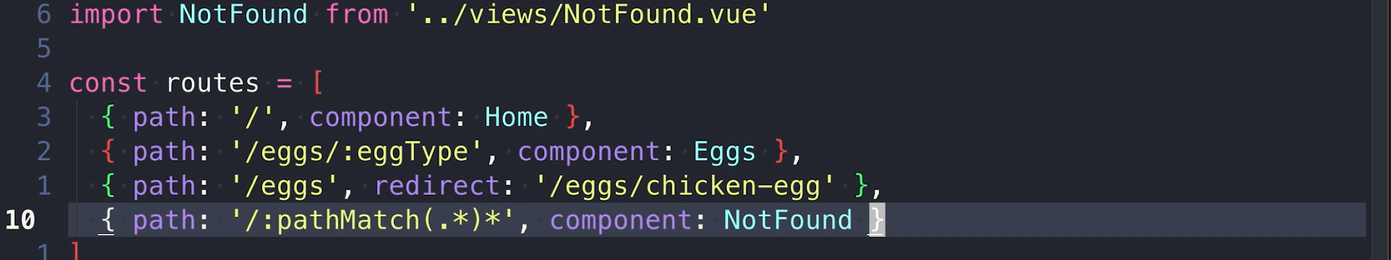 6 import NotFound from '../views/NotFound.vue'
5
4 const routes = [
3   { path: '/', component: Home },
2   { path: '/eggs/:eggType', component: Eggs },
1   { path: '/eggs', redirect: '/eggs/chicken-egg' },
10   { path: '/:pathMatch(.*)*', component: NotFound }
1 ]